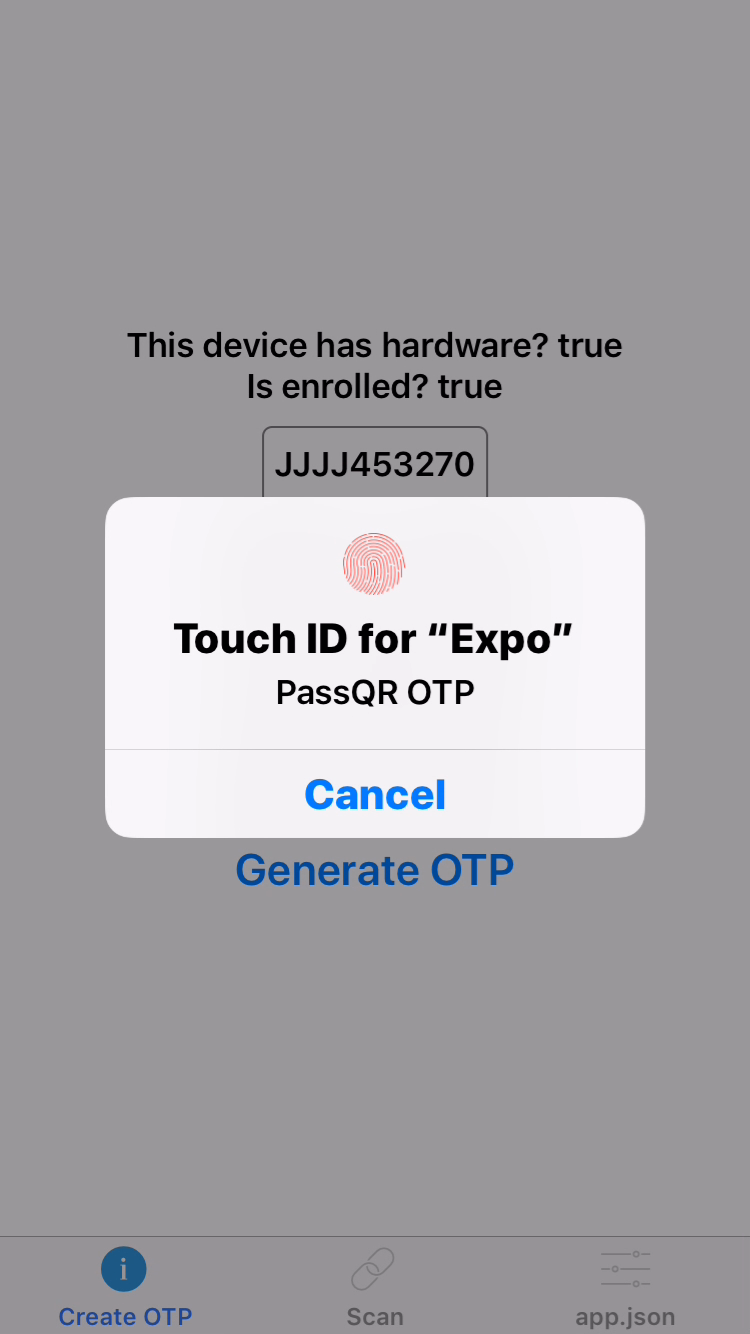 This device has hardware? true
Is enrolled? true
JJJJ453270
Touch ID for “Expo”
PassQR OTP
Cancel
Generate OTP
Create OTP
Scan
app.json